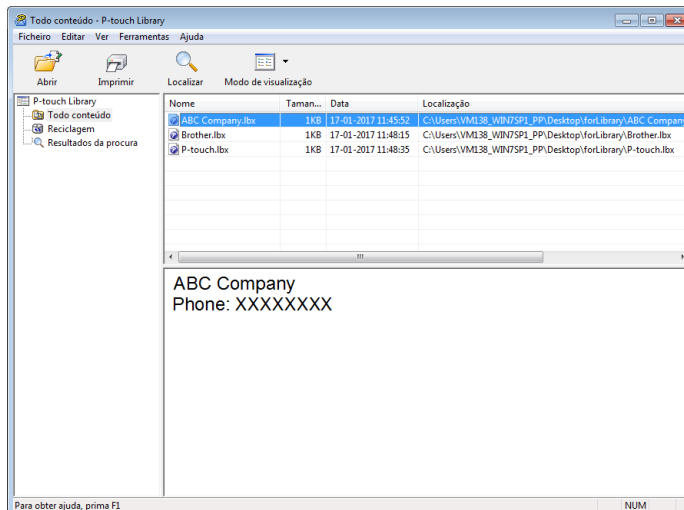 Todo conteúdo - P-touch Library
Ficheiro Editar Ver Ferramentas Ajuda
Abrir Imprimir Localizar Modo de visualização
P-touch Library
Todo conteúdo
Reciclagem
Resultados da procura
Nome Taman... Data Localização
ABC Company.lbx 1KB 17-01-2017 11:45:52 C:\Users\VM138_WIN7SP1_PP\Desktop\forLibrary\ABC Company
Brother.lbx 1KB 17-01-2017 11:48:15 C:\Users\VM138_WIN7SP1_PP\Desktop\forLibrary\Brother.lbx
P-touch.lbx 1KB 17-01-2017 11:48:35 C:\Users\VM138_WIN7SP1_PP\Desktop\forLibrary\P-touch.lbx
ABC Company
Phone: XXXXXXXX
Para obter ajuda, prima F1 NUM